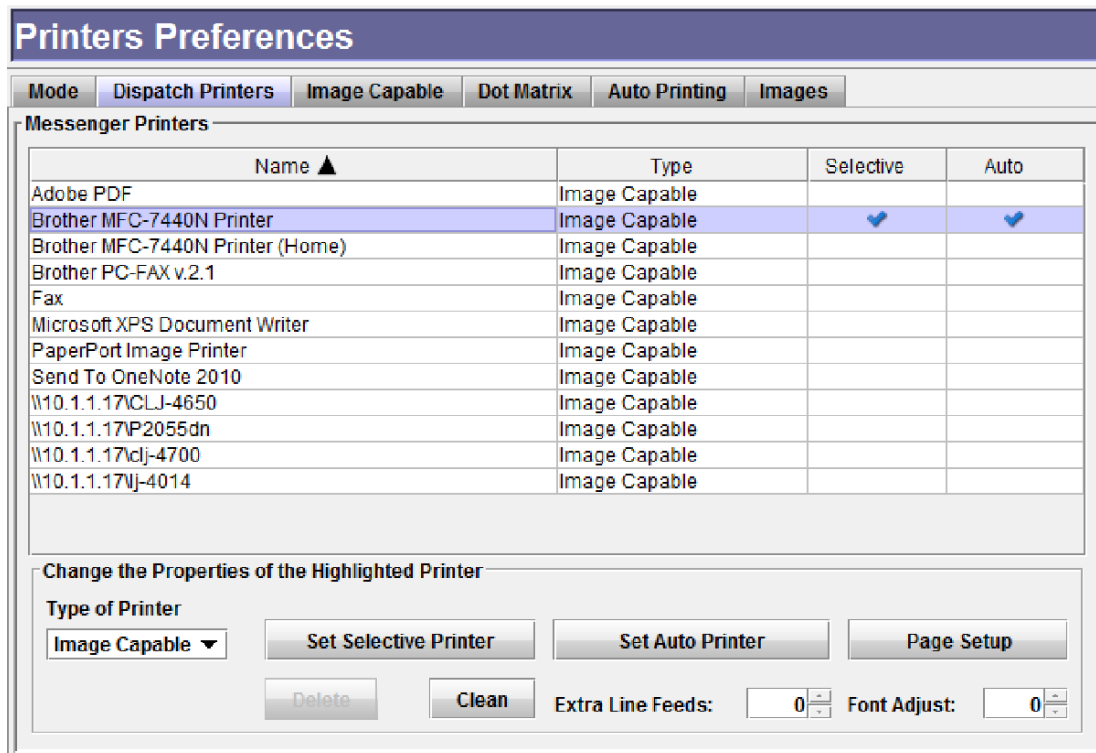 Printers Preferences
Mode Dispatch Printers Image Capable Dot Matrix Auto Printing Images
Messenger Printers
Name ▲ Type Selective Auto
Adobe PDF Image Capable
Brother MFC-7440N Printer Image Capable
Brother MFC-7440N Printer (Home) Image Capable
Brother PC-FAX v.2.1 Image Capable
Fax Image Capable
Microsoft XPS Document Writer Image Capable
PaperPort Image Printer Image Capable
Send To OneNote 2010 Image Capable
\\10.1.1.17\CLJ-4650 Image Capable
\\10.1.1.17\P2055dn Image Capable
\\10.1.1.17\clj-4700 Image Capable
\\10.1.1.17\lj-4014 Image Capable
Change the Properties of the Highlighted Printer
Type of Printer
Image Capable Set Selective Printer Set Auto Printer Page Setup
Delete Clean Extra Line Feeds: 0 Font Adjust: 0